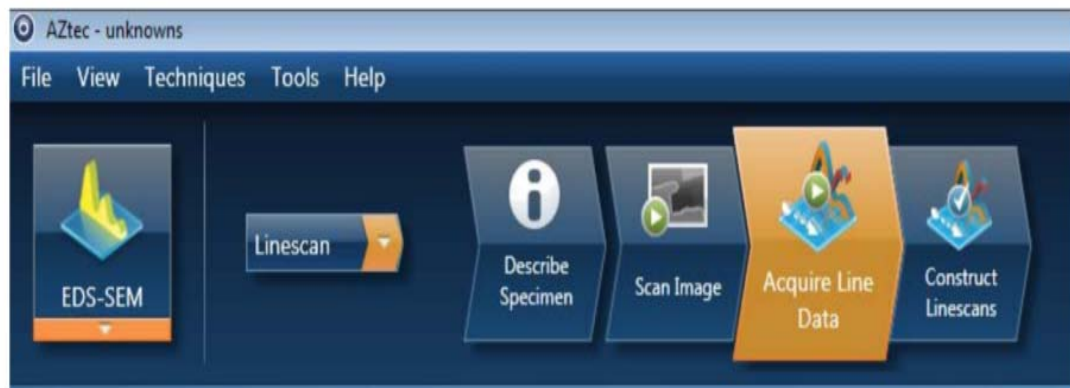 AZtec - unknowns
File View Techniques Tools Help
EDS-SEM
Linescan
Describe
Specimen
Scan Image
Acquire Line
Data
Construct
Linescans